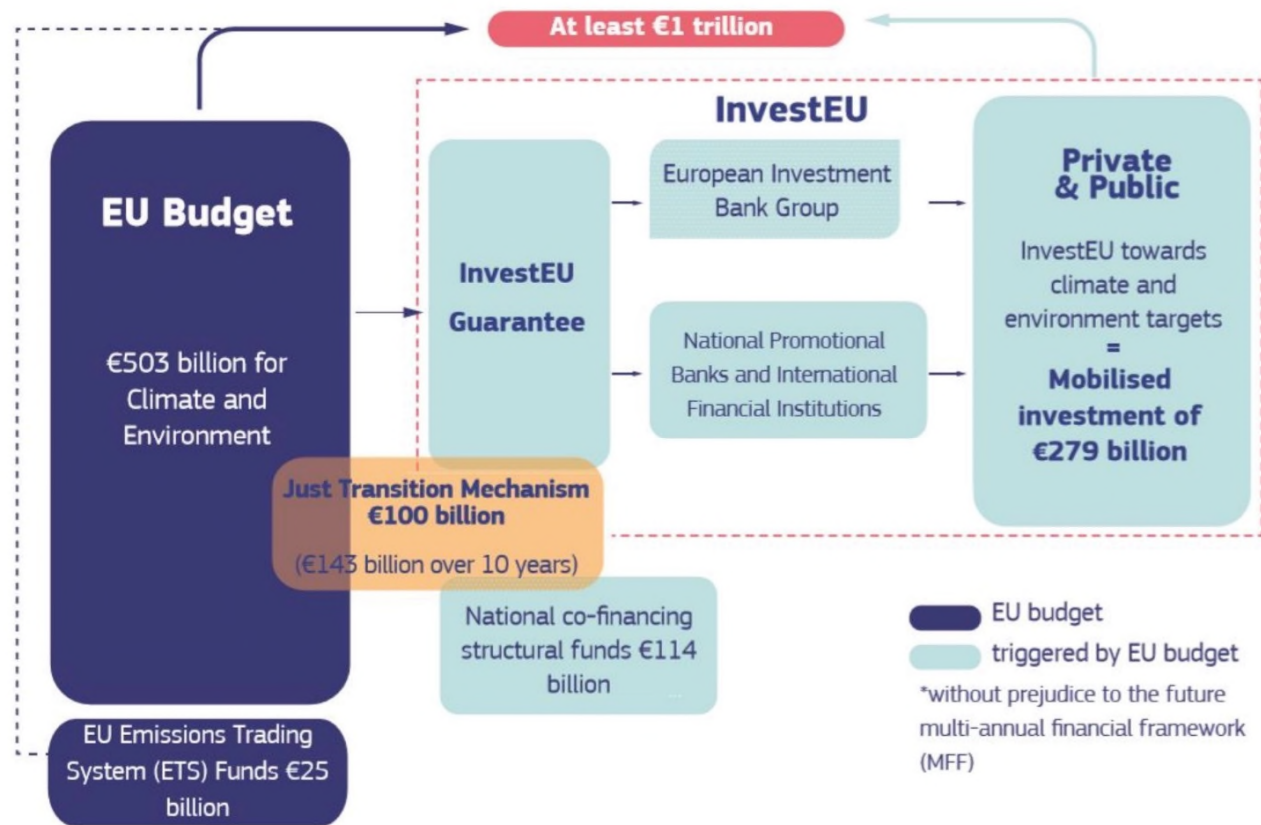 At least €1 trillion
EU Budget
€503 billion for
Climate and
Environment
InvestEU
InvestEU
Guarantee
European Investment
Bank Group
National Promotional
Banks and International
Financial Institutions
Private
& Public
InvestEU towards
climate and
environment targets
=
Mobilised
investment of
€279 billion
Just Transition Mechanism
€100 billion
(€143 billion over 10 years)
National co-financing
structural funds €114
billion
...
EU Emissions Trading
System (ETS) Funds €25
billion
EU budget
triggered by EU budget
*without prejudice to the future
multi-annual financial framework
(MFF)